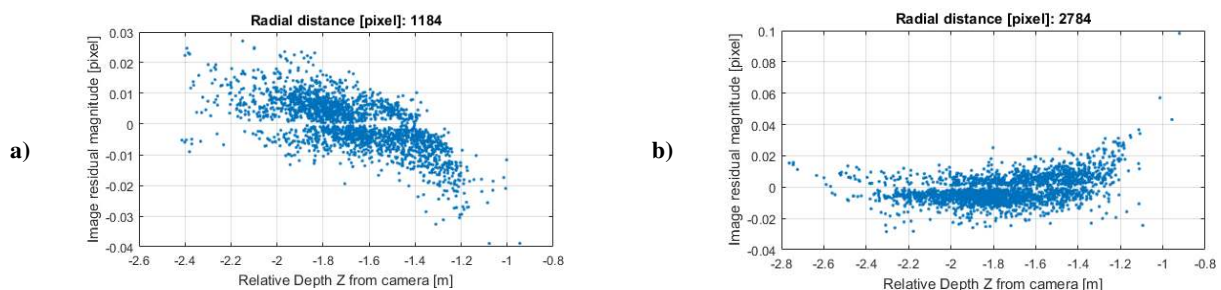 a)
Radial distance [pixel]: 1184
Image residual magnitude [pixel]
0.03
0.02
0.01
0
-0.01
-0.02
-0.03
-0.04
-2.6 -2.4 -2.2 -2 -1.8 -1.6 -1.4 -1.2 -1 -0.8
Relative Depth Z from camera [m]
b)
Radial distance [pixel]: 2784
Image residual magnitude [pixel]
0.1
0.08
0.06
0.04
0.02
0
-0.02
-0.04
-2.8 -2.6 -2.4 -2.2 -2 -1.8 -1.6 -1.4 -1.2 -1 -0.8
Relative Depth Z from camera [m]